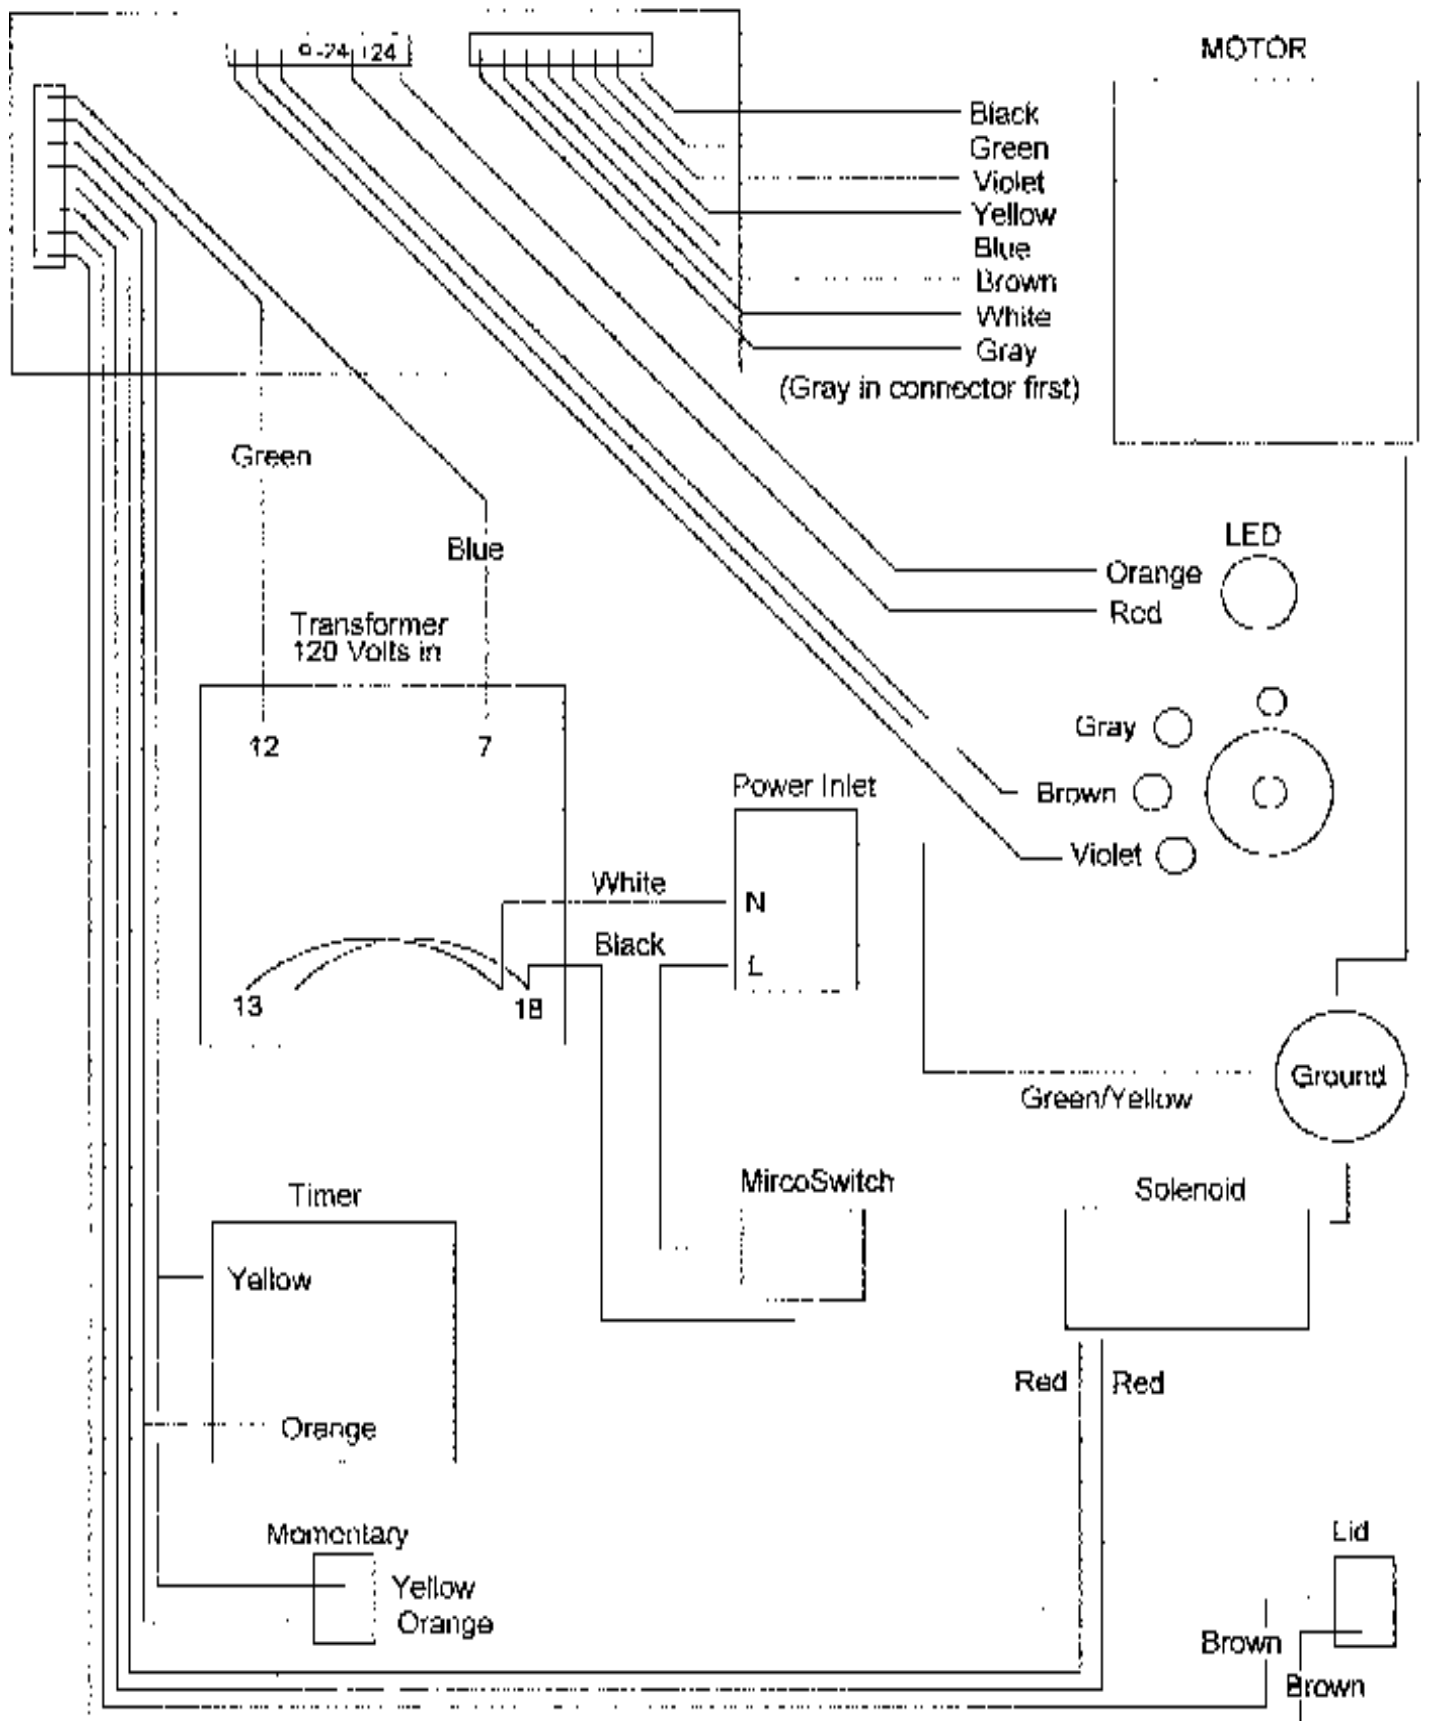 -24 +24
MOTOR
Black
Green
Violet
Yellow
Blue
Brown
White
Gray
(Gray in connector first)
Green
Blue
LED
Orange
Red
Transformer
120 Volts in
12
7
Gray
Brown
Violet
Power Inlet
White
N
Black
L
13
18
Ground
Green/Yellow
MircoSwitch
Solenoid
Timer
Yellow
Red
Red
Orange
Momentary
Yellow
Orange
Lid
Brown
Brown